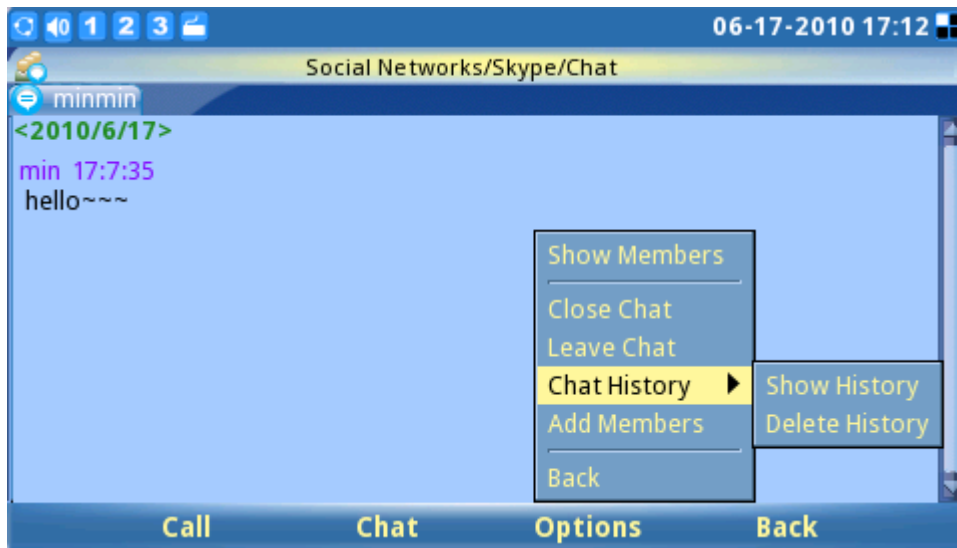 1 2 3 06-17-2010 17:12
Social Networks/Skype/Chat
minmin
<2010/6/17>
min 17:7:35
hello~~~
Show Members
Close Chat
Leave Chat
Chat History
Show History
Add Members
Delete History
Back
Call Chat Options Back